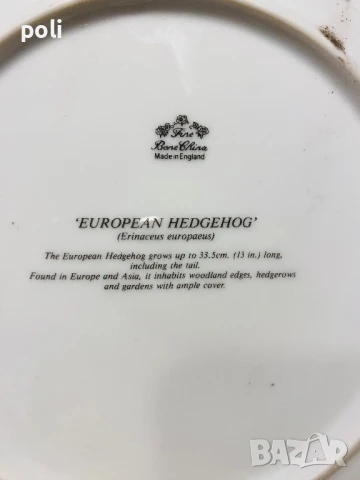 poli
Fine
Bone China
Made in England
'EUROPEAN HEDGEHOG'
(Erinaceus europaeus)
The European Hedgehog grows up to 33.5cm. (13 in.) long,
including the tail.
Found in Europe and Asia, it inhabits woodland edges, hedgerows
and gardens with ample cover.
bazar.bg